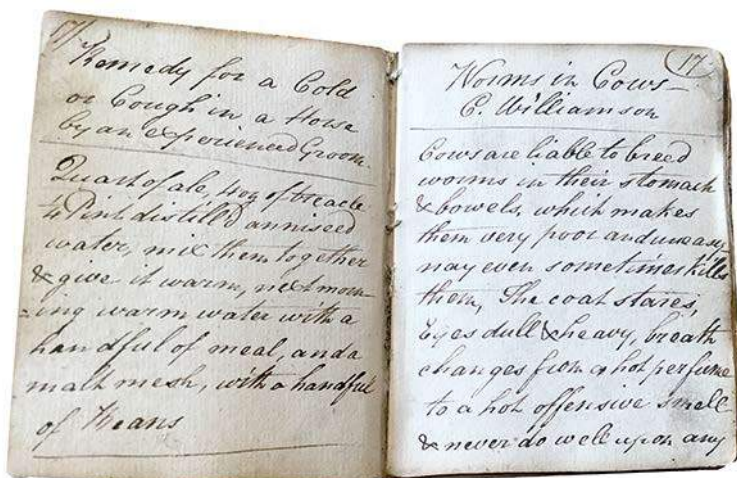 17
Remedy for a Cold
or Cough in a Horse
by an experienced Groom.
Quart of ale, 4 oz of treacle
1/4 Pint distill'd anniseed
water, mix them together
& give it warm, next morn-
=ing warm water with a
handful of meal, and a
malt mesh, with a handful
of Beans
17
Worms in Cows—
C. Williamson
Cows are liable to breed
worms in their stomach
& bowels, which makes
them very poor and uneasy
nay even sometimes kills
them, The coat stares,
Eyes dull & heavy, breath
changes from a hot perfume
to a hot offensive smell
& never do well upon any